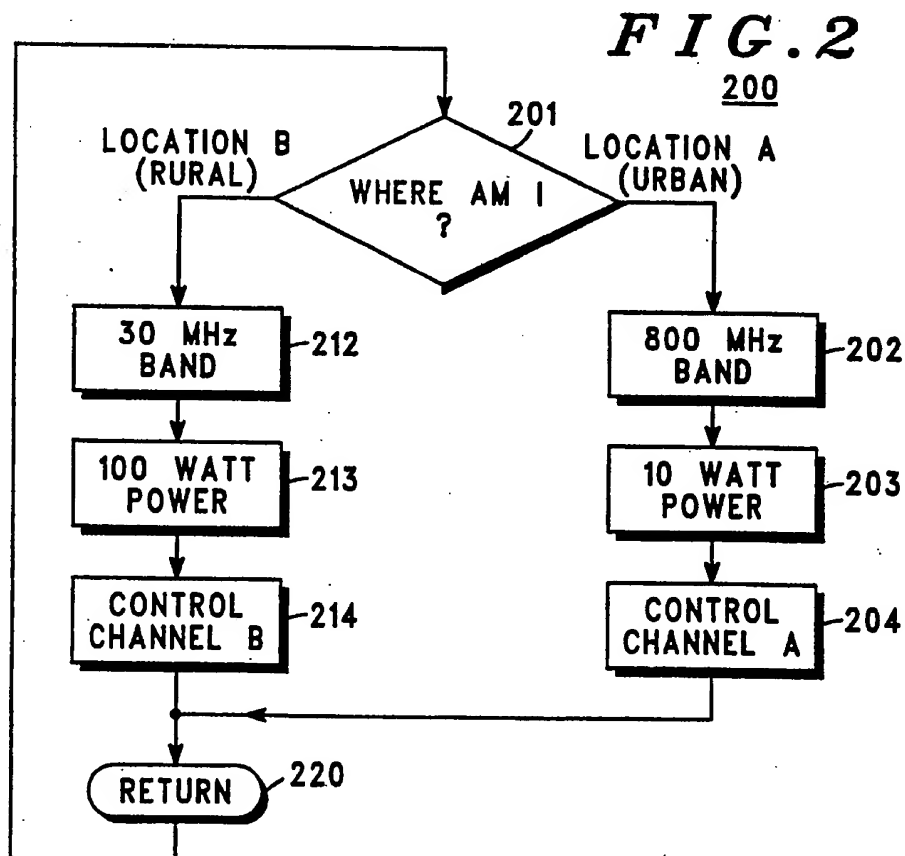 FIG.2
200
201
LOCATION B
(RURAL)
LOCATION A
(URBAN)
WHERE AM I
?
30 MHz
BAND
212
800 MHz
BAND
202
100 WATT
POWER
213
10 WATT
POWER
203
CONTROL
CHANNEL B
214
CONTROL
CHANNEL A
204
RETURN
220